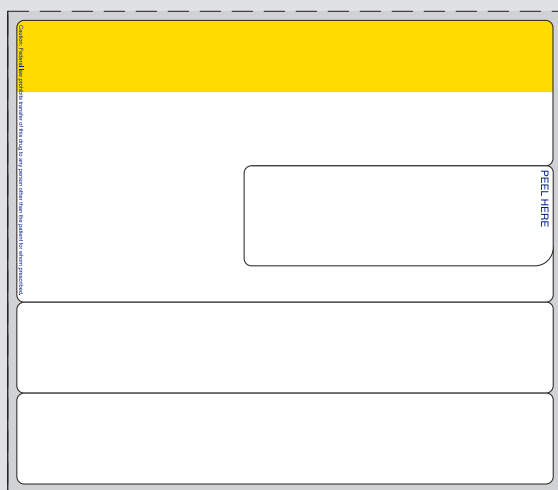 Caution: Federal law prohibits transfer of this drug to any person other than the patient for whom prescribed.
PEEL HERE